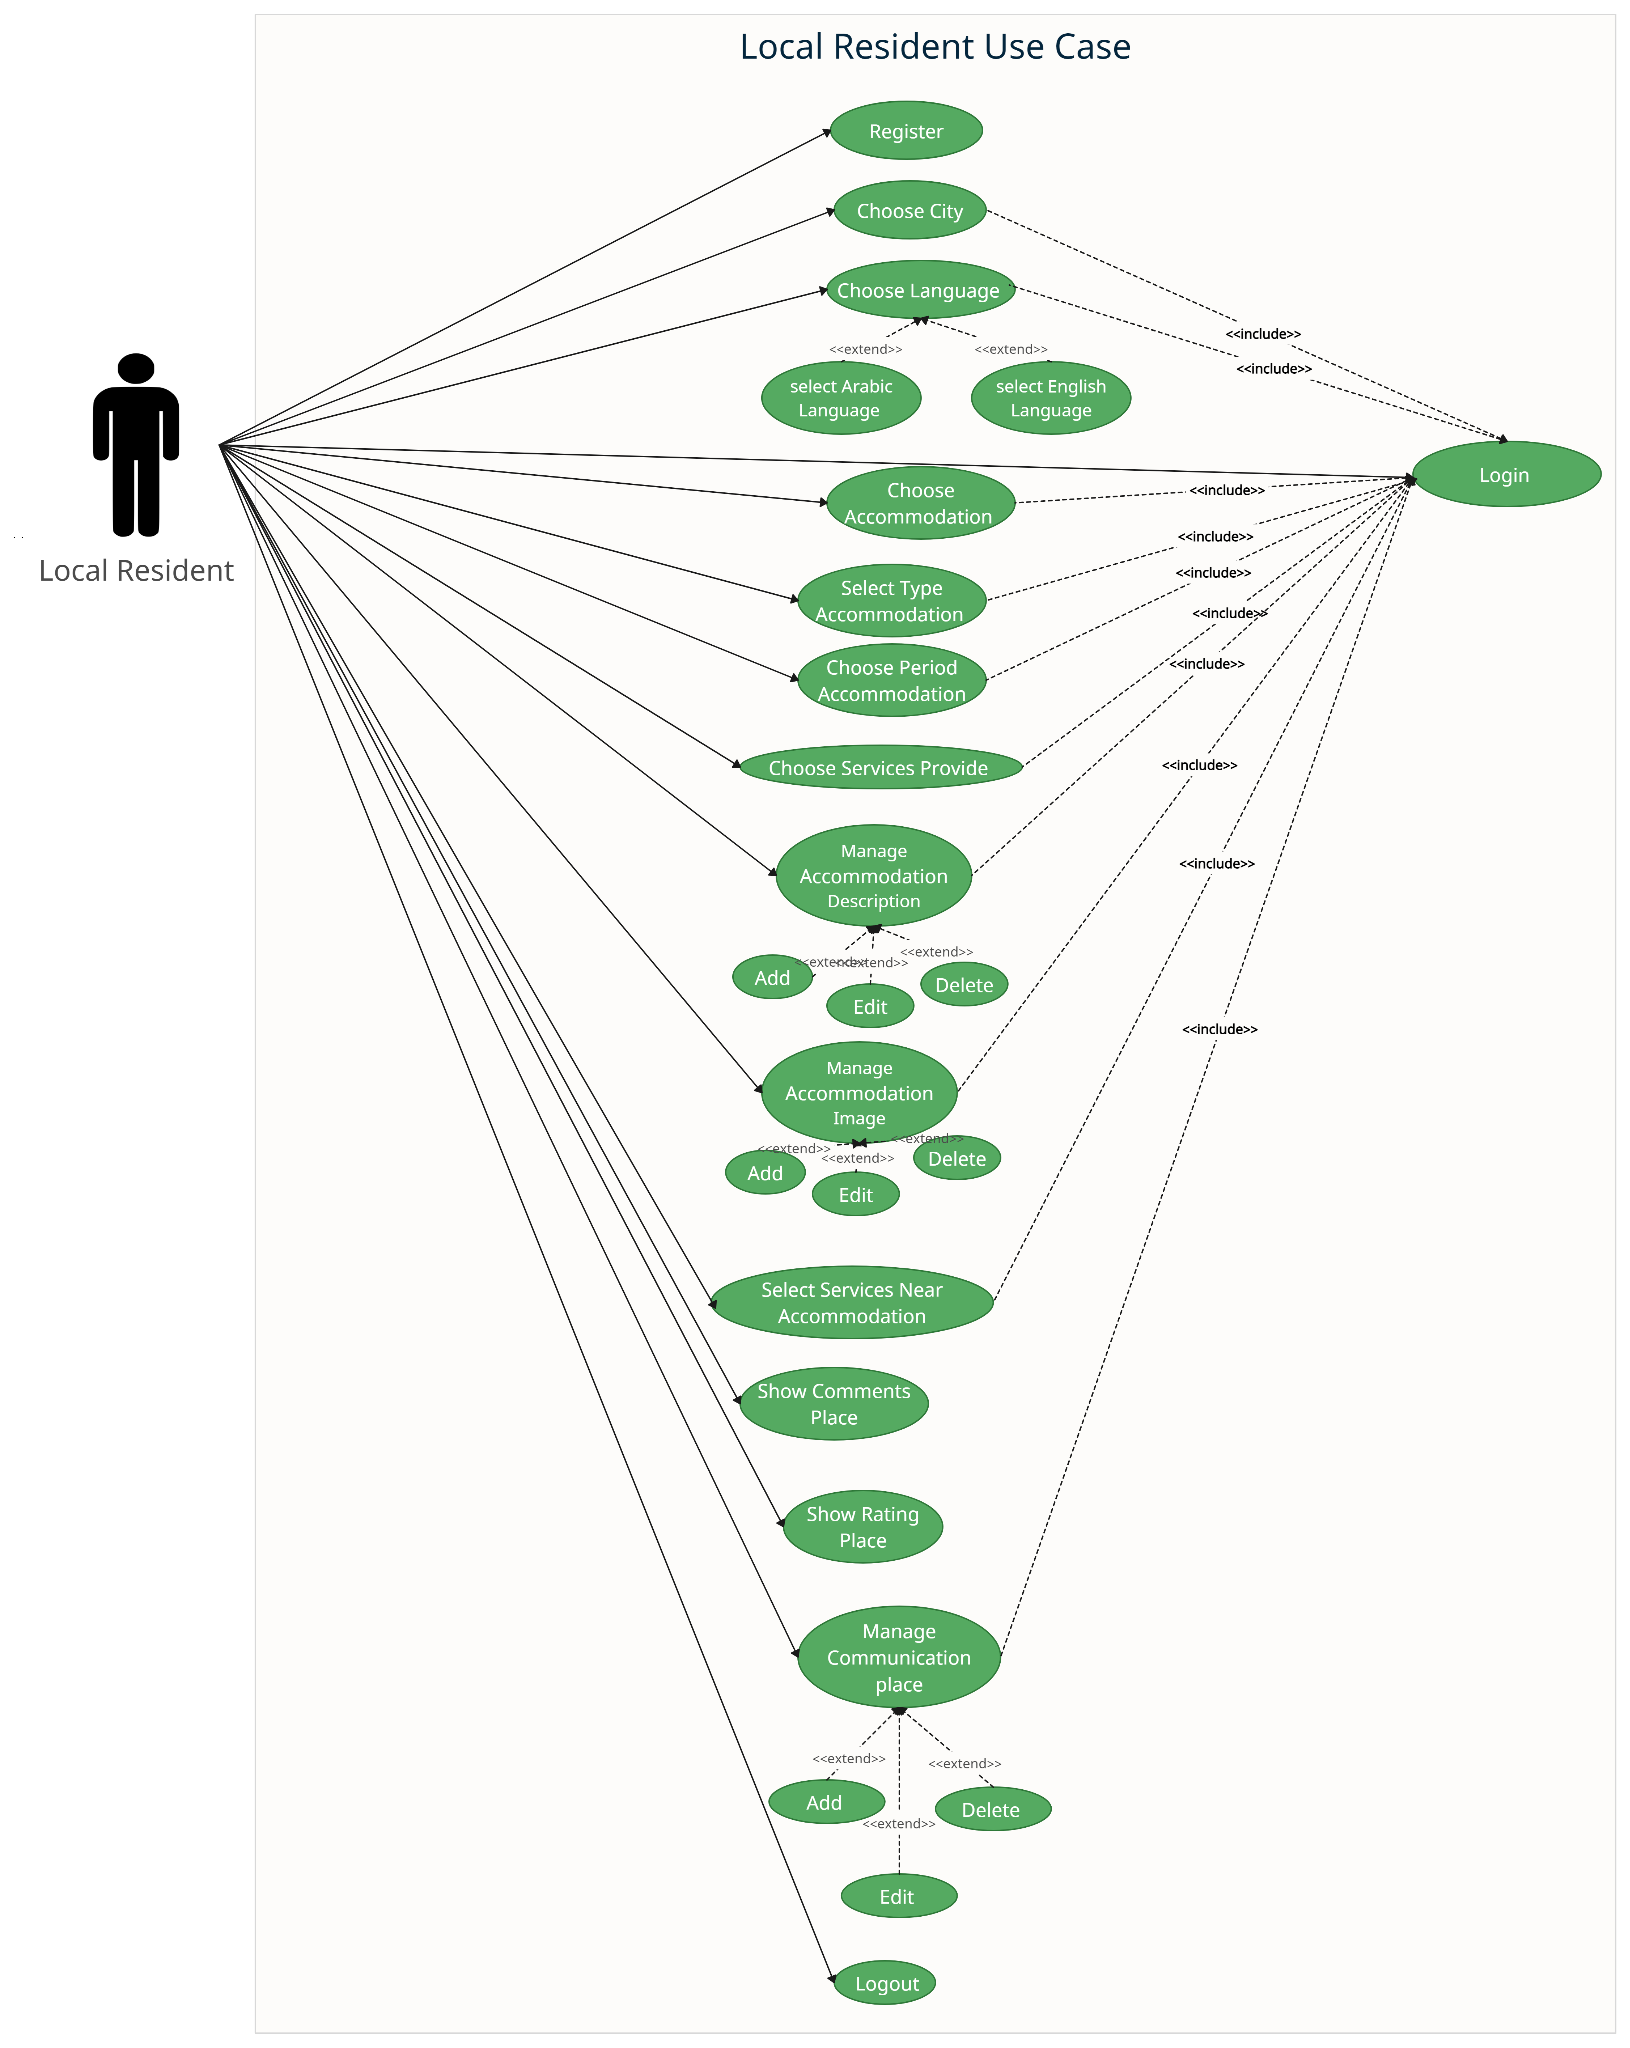 Local Resident Use Case
Register
Choose City
Choose Language
<<include>>
<<include>>
<<extend>>
<<extend>>
select Arabic
Language
select English
Language
Local Resident
Login
Choose
Accommodation
<<include>>
Select Type
Accommodation
<<include>>
<<include>>
Choose Period
Accommodation
<<include>>
<<include>>
Choose Services Provide
<<include>>
Manage
Accommodation
Description
<<include>>
<<extend>>
<<extend>>
<<extend>>
Add
Edit
Delete
<<include>>
Manage
Accommodation
Image
<<extend>>
<<extend>>
<<extend>>
Add
Edit
Delete
Select Services Near
Accommodation
Show Comments
Place
Show Rating
Place
Manage
Communication
place
<<extend>>
<<extend>>
Add
Delete
<<extend>>
Edit
Logout